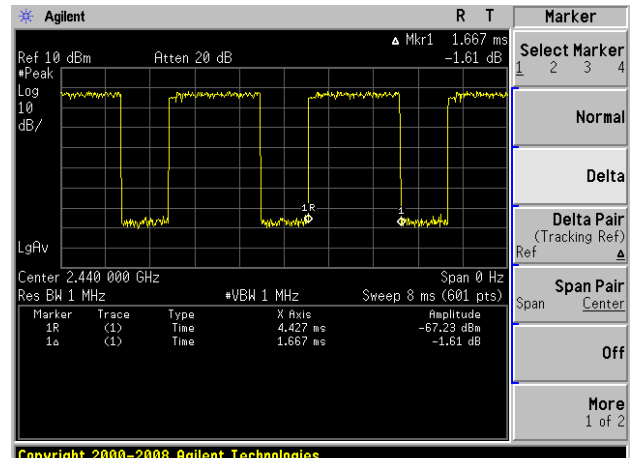 Agilent R T
Marker
Δ Mkr1 1.667 ms
Ref 10 dBm Atten 20 dB -1.61 dB
#Peak
Log
10
dB/
1R
1
LgAv
Center 2.440 000 GHz Span 0 Hz
Res BW 1 MHz #VBW 1 MHz Sweep 8 ms (601 pts)
Marker Trace Type X Axis Amplitude
1R (1) Time 4.427 ms -67.23 dBm
1Δ (1) Time 1.667 ms -1.61 dB
Select Marker
1 2 3 4
Normal
Delta
Delta Pair
(Tracking Ref)
Ref Δ
Span Pair
Span Center
Off
More
1 of 2
Copyright 2000-2008 Agilent Technologies